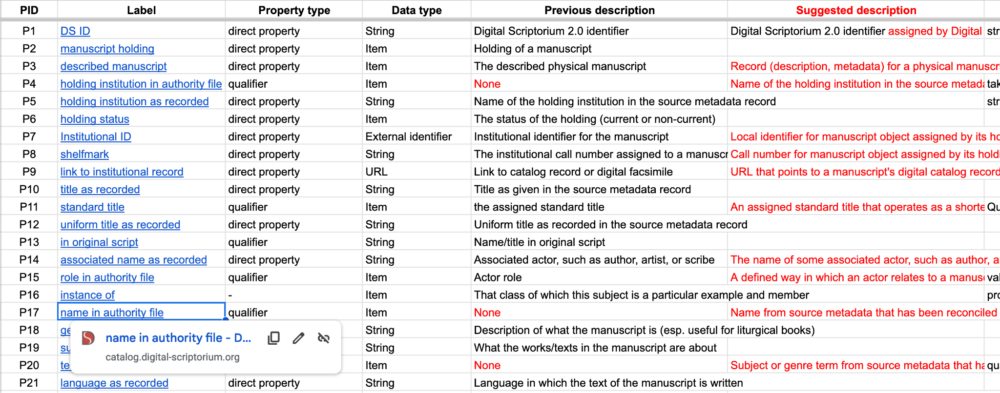 PID Label Property type Data type Previous description Suggested description
P1 DS ID direct property String Digital Scriptorium 2.0 identifier Digital Scriptorium 2.0 identifier assigned by Digital str
P2 manuscript holding direct property Item Holding of a manuscript
P3 described manuscript direct property Item The described physical manuscript Record (description, metadata) for a physical manuscri
P4 holding institution in authority file qualifier Item None Name of the holding institution in the source metada tak
P5 holding institution as recorded direct property String Name of the holding institution in the source metadata record str
P6 holding status direct property Item The status of the holding (current or non-current)
P7 Institutional ID direct property External identifier Institutional identifier for the manuscript Local identifier for manuscript object assigned by its ho
P8 shelfmark direct property String The institutional call number assigned to a manuscr Call number for manuscript object assigned by its holdi
P9 link to institutional record direct property URL Link to catalog record or digital facsimile URL that points to a manuscript's digital catalog record
P10 title as recorded direct property String Title as given in the source metadata record
P11 standard title qualifier Item the assigned standard title An assigned standard title that operates as a shorte Qu
P12 uniform title as recorded direct property String Uniform title as recorded in the source metadata record
P13 in original script qualifier String Name/title in original script
P14 associated name as recorded direct property String Associated actor, such as author, artist, or scribe The name of some associated actor, such as author, a
P15 role in authority file qualifier Item Actor role A defined way in which an actor relates to a manus val
P16 instance of - Item That class of which this subject is a particular example and member pro
P17 name in authority file qualifier Item None Name from source metadata that has been reconciled
P18 ge String Description of what the manuscript is (esp. useful for liturgical books)
name in authority file - D...
P19 su String What the works/texts in the manuscript are about
catalog.digital-scriptorium.org
P20 te Item None Subject or genre term from source metadata that ha qu
P21 language as recorded direct property String Language in which the text of the manuscript is written